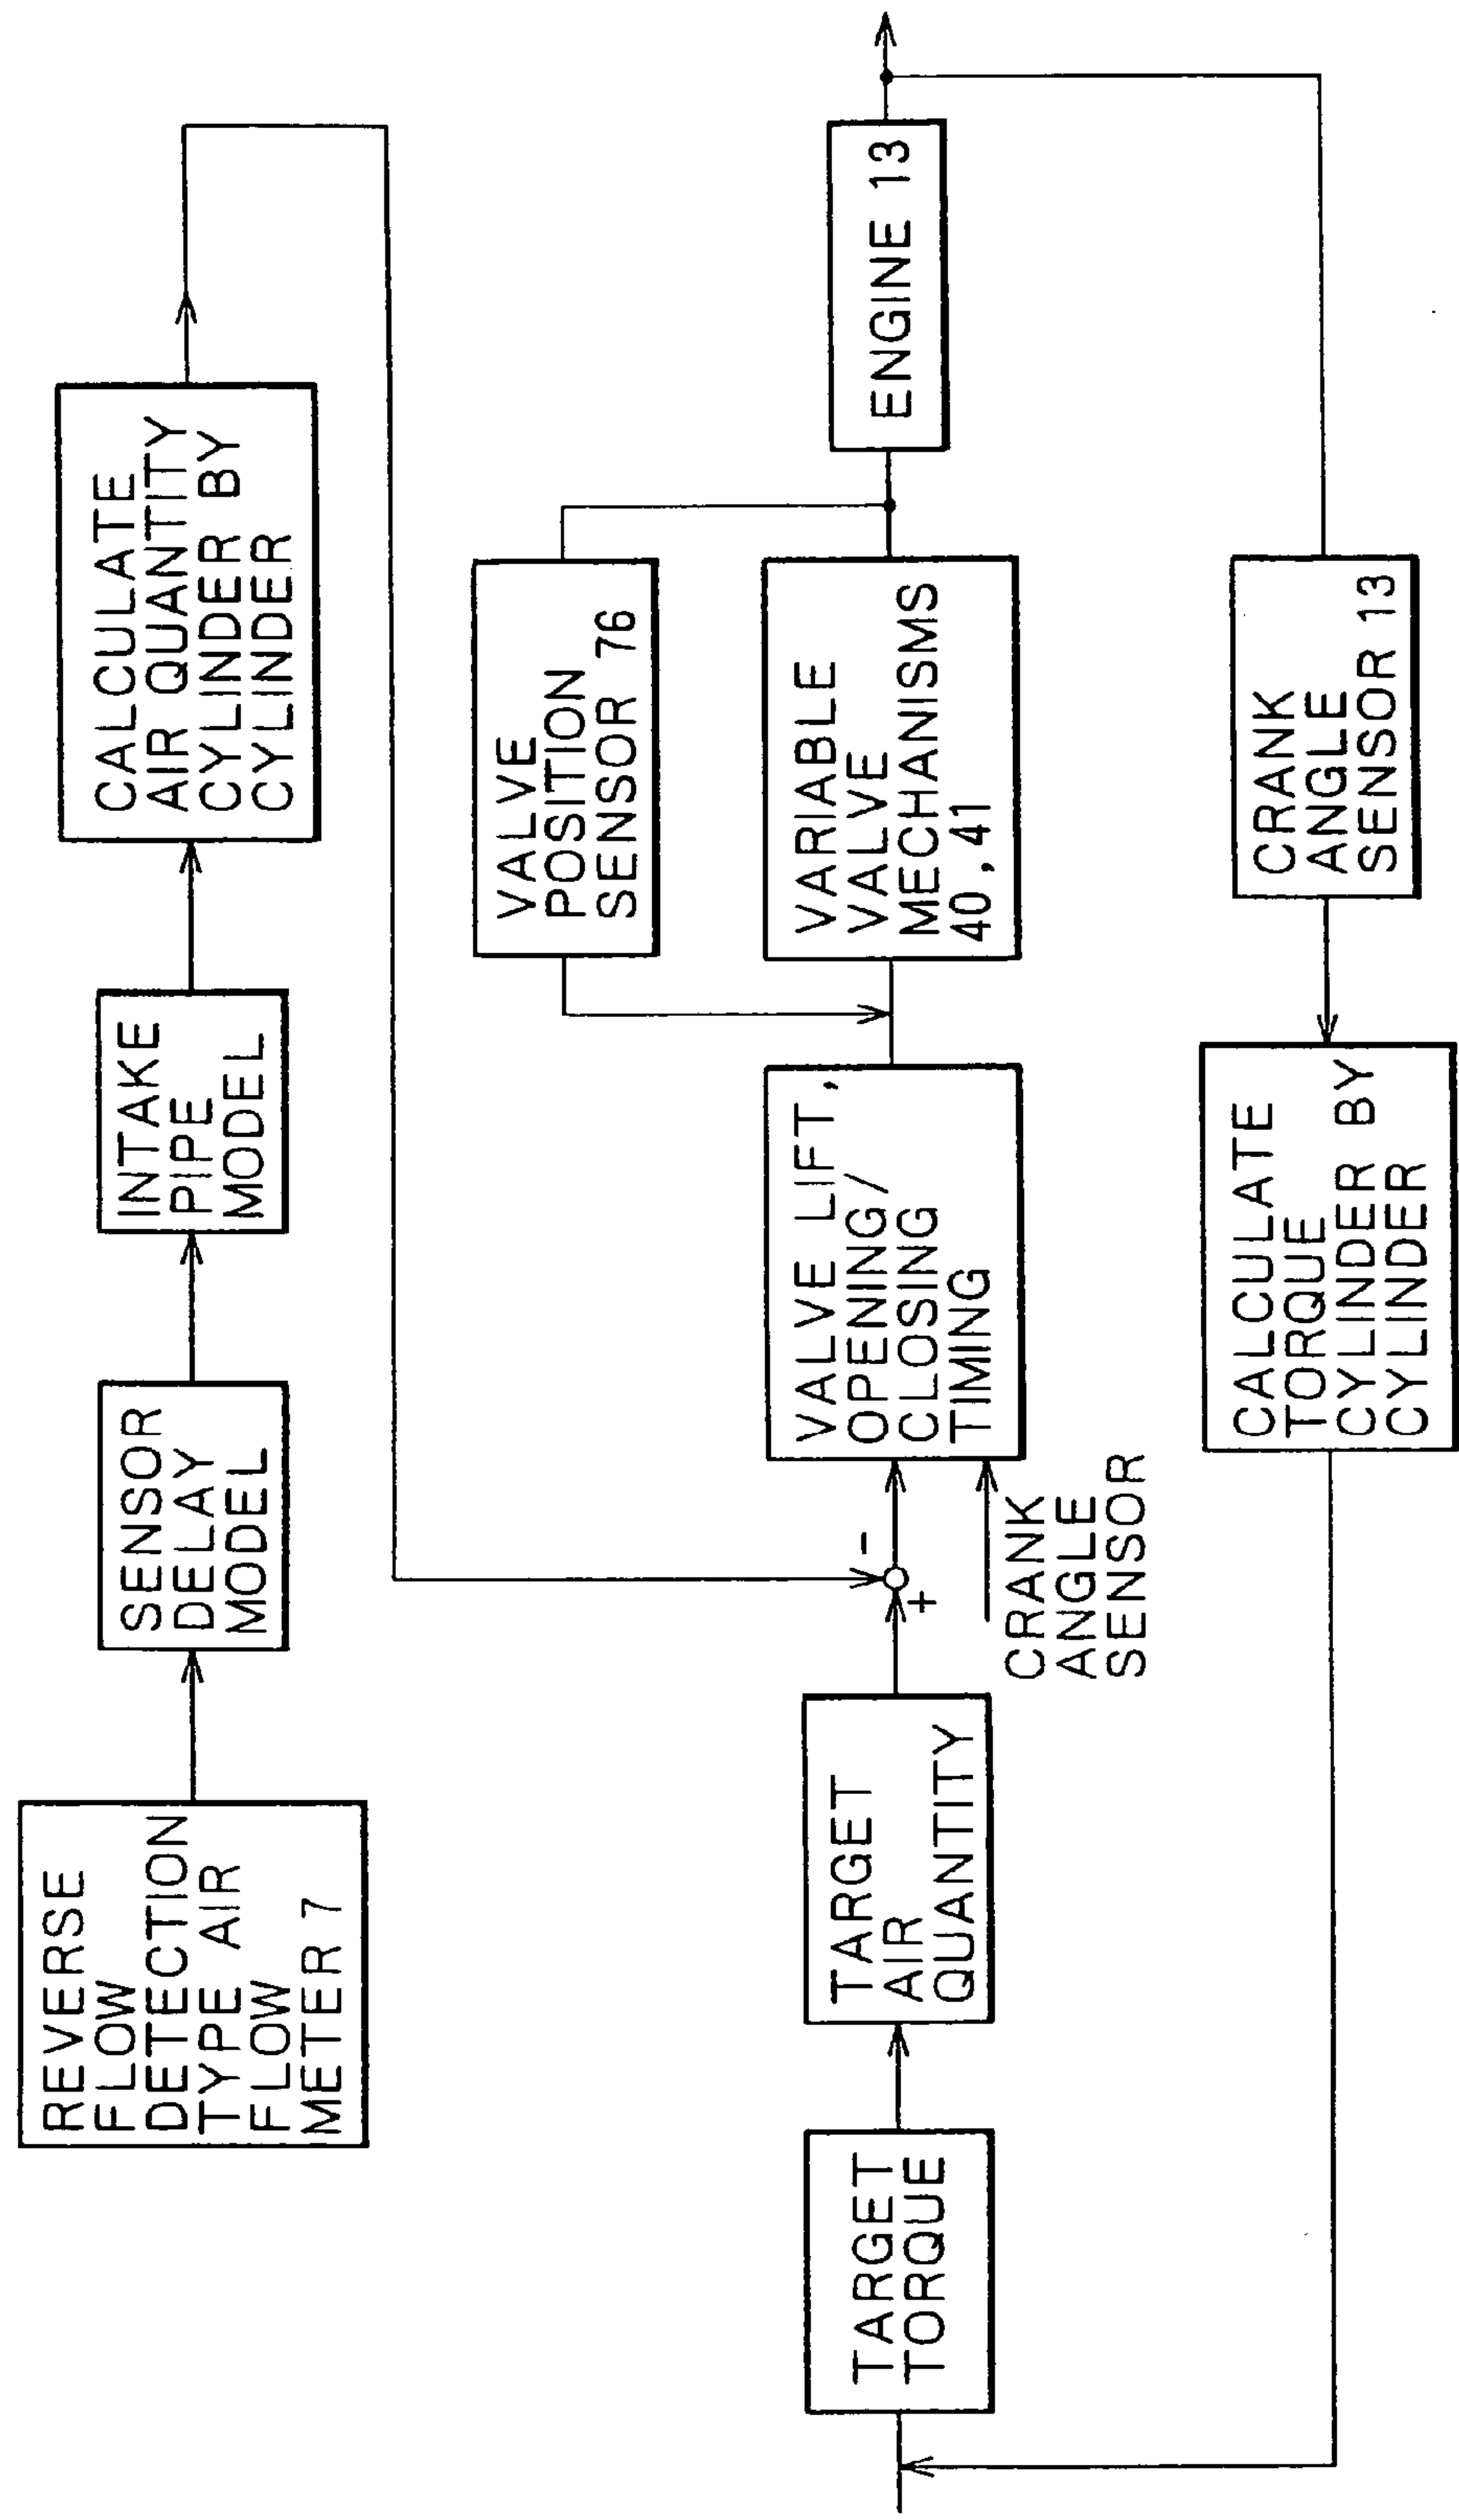 REVERSE
FLOW
DETECTION
TYPE AIR
FLOW
METER 7
SENSOR
DELAY
MODEL
INTAKE
PIPE
MODEL
CALCULATE
AIR QUANTITY
CYLINDER BY
CYLINDER
VALVE
POSITION
SENSOR 76
TARGET
TORQUE
TARGET
AIR
QUANTITY
+
-
CRANK
ANGLE
SENSOR
VALVE LIFT,
OPENING/
CLOSING
TIMING
VARIABLE
VALVE
MECHANISMS
40, 41
ENGINE 13
CALCULATE
TORQUE
CYLINDER BY
CYLINDER
CRANK
ANGLE
SENSOR 13